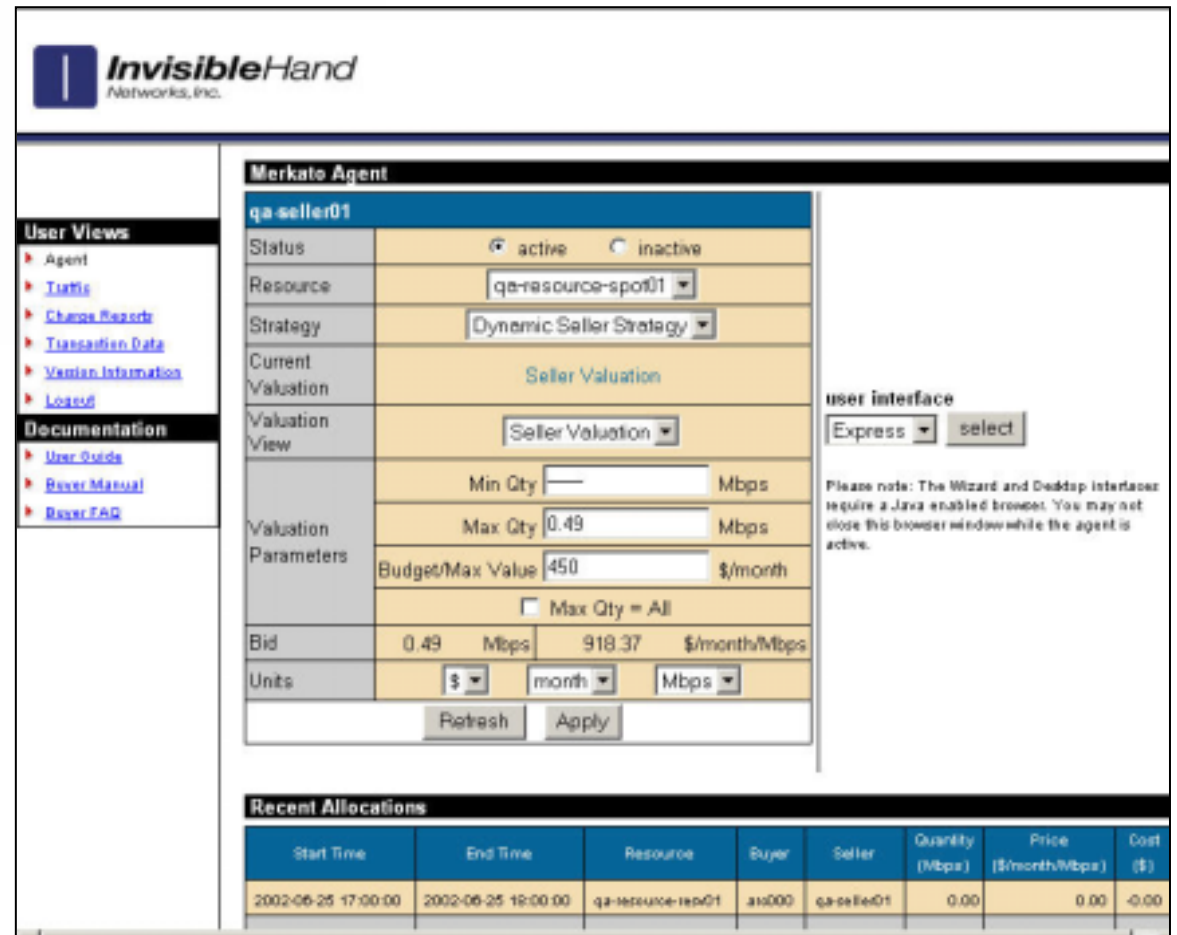 InvisibleHand
Networks, Inc.
Merkato Agent
qa-seller01
User Views
Agent
Traffic
Charge Reports
Transaction Data
Version Information
Logout
Documentation
User Guide
Buyer Manual
Buyer FAQ
Status active inactive
Resource qa-resource-spot01
Strategy Dynamic Seller Strategy
Current
Valuation
Seller Valuation
Valuation
View
Seller Valuation
Valuation
Parameters
Min Qty —— Mbps
Max Qty 0.49 Mbps
Budget/Max Value 450 $/month
Max Qty = All
Bid 0.49 Mbps 918.37 $/month/Mbps
Units $ month Mbps
Refresh Apply
user interface
Express select
Please note: The Wizard and Desktop interfaces
require a Java enabled browser. You may not
close this browser window while the agent is
active.
Recent Allocations
Start Time End Time Resource Buyer Seller Quantity (Mbps) Price ($/month/Mbps) Cost ($)
2002-06-25 17:00:00 2002-06-25 18:00:00 qa-resource-resv01 qa-seller01 0.00 0.00 -0.00